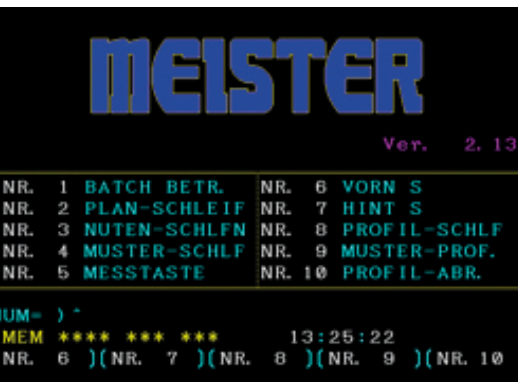 MEISTER
Ver. 2.13
NR. 1 BATCH BETR. NR. 6 VORN S
NR. 2 PLAN-SCHLEIF NR. 7 HINT S
NR. 3 NUTEN-SCHLFN NR. 8 PROFIL-SCHLF
NR. 4 MUSTER-SCHLF NR. 9 MUSTER-PROF.
NR. 5 MESSTASTE NR. 10 PROFIL-ABR.
NUM= ) ^
MEM **** *** *** 13:25:22
NR. 6 )(NR. 7 )(NR. 8 )(NR. 9 )(NR. 10